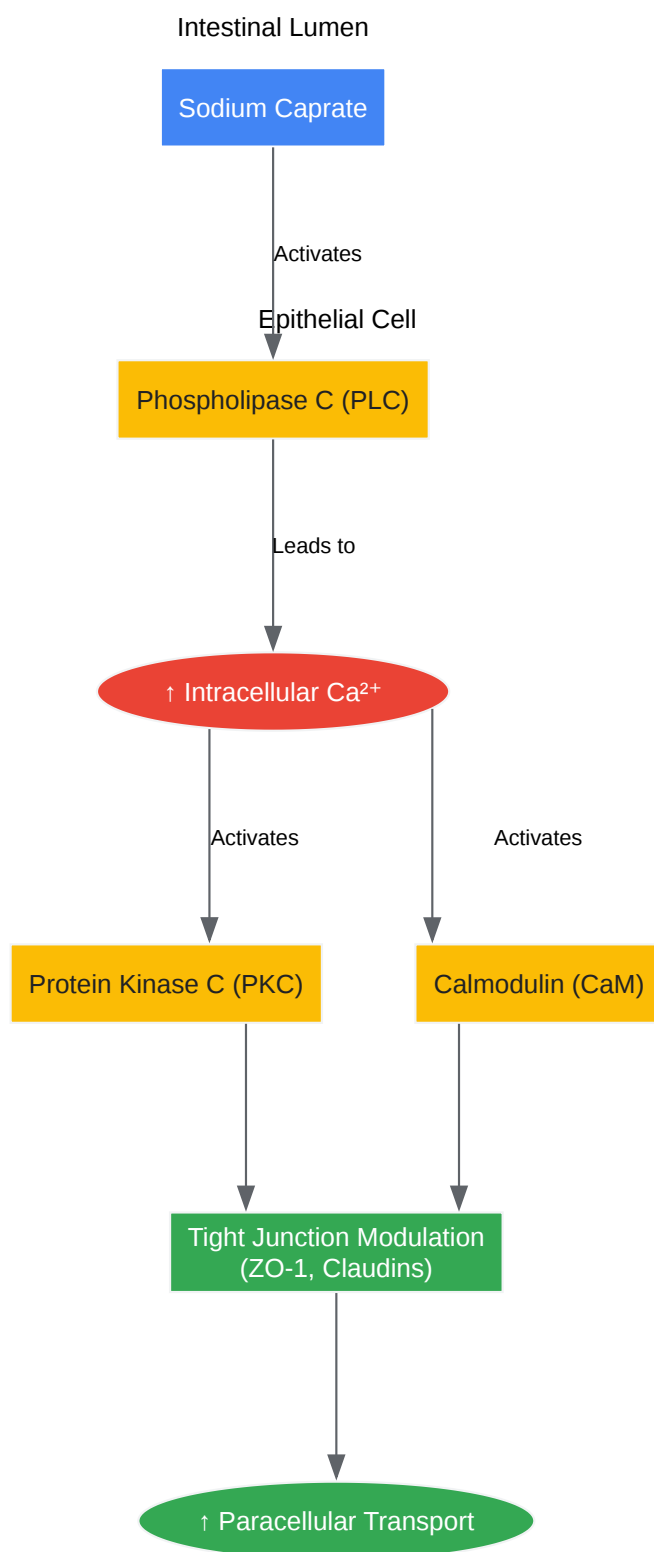 Intestinal Lumen
Sodium Caprate
Activates
Epithelial Cell
Phospholipase C (PLC)
Leads to
↑ Intracellular Ca²⁺
Activates
Activates
Protein Kinase C (PKC)
Calmodulin (CaM)
Tight Junction Modulation
(ZO-1, Claudins)
↑ Paracellular Transport